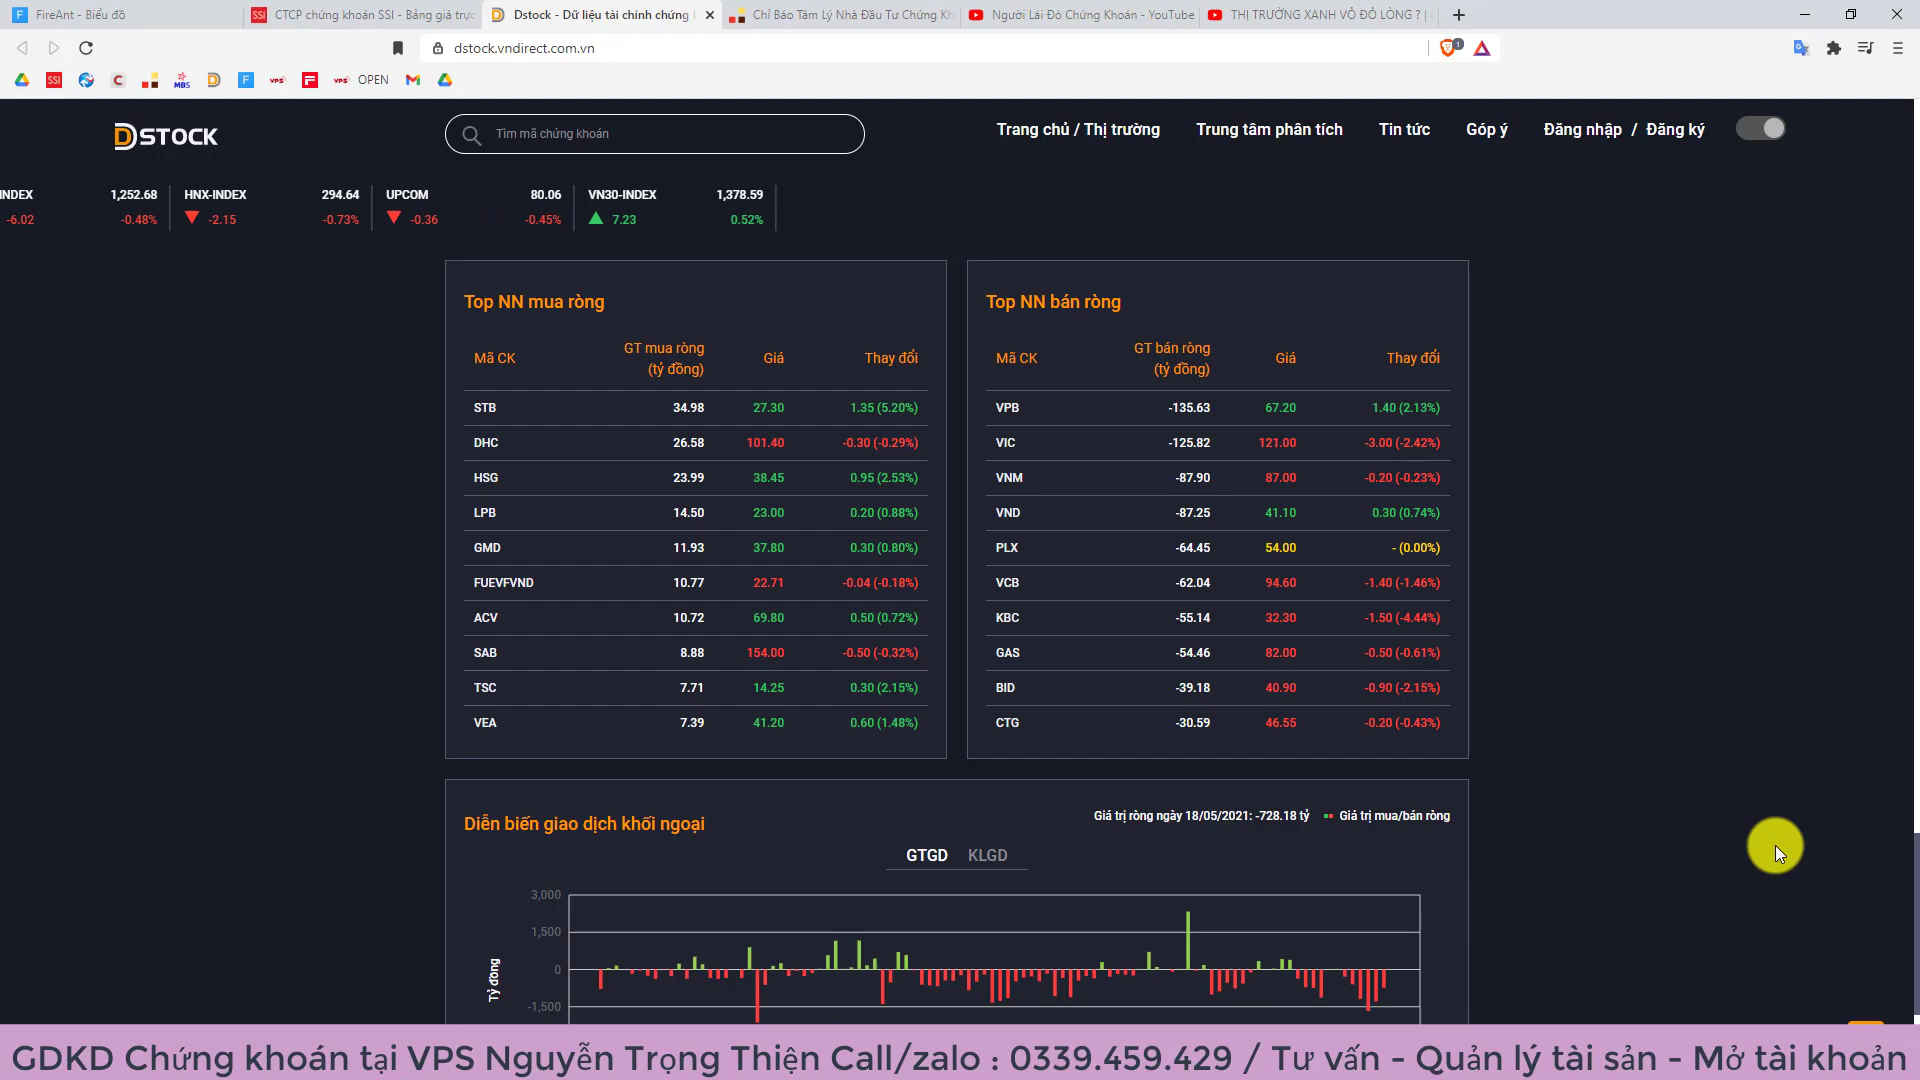 FireAnt - Biểu đồ
SSI CTCP chứng khoán SSI - Bảng giá trực
Dstock - Dữ liệu tài chính chứng
Chỉ Báo Tâm Lý Nhà Đầu Tư Chứng Kh
Người Lái Đò Chứng Khoán - YouTube
THỊ TRƯỜNG XANH VỎ ĐỎ LÒNG ? |
dstock.vndirect.com.vn
1
SSI C MBS F VPS VPS OPEN
DSTOCK
Tìm mã chứng khoán
Trang chủ / Thị trường
Trung tâm phân tích
Tin tức
Góp ý
Đăng nhập / Đăng ký
INDEX 1,252.68
-6.02 -0.48%
HNX-INDEX 294.64
-2.15 -0.73%
UPCOM 80.06
-0.36 -0.45%
VN30-INDEX 1,378.59
7.23 0.52%
Top NN mua ròng
Mã CK GT mua ròng (tỷ đồng) Giá Thay đổi
STB 34.98 27.30 1.35 (5.20%)
DHC 26.58 101.40 -0.30 (-0.29%)
HSG 23.99 38.45 0.95 (2.53%)
LPB 14.50 23.00 0.20 (0.88%)
GMD 11.93 37.80 0.30 (0.80%)
FUEVFVND 10.77 22.71 -0.04 (-0.18%)
ACV 10.72 69.80 0.50 (0.72%)
SAB 8.88 154.00 -0.50 (-0.32%)
TSC 7.71 14.25 0.30 (2.15%)
VEA 7.39 41.20 0.60 (1.48%)
Top NN bán ròng
Mã CK GT bán ròng (tỷ đồng) Giá Thay đổi
VPB -135.63 67.20 1.40 (2.13%)
VIC -125.82 121.00 -3.00 (-2.42%)
VNM -87.90 87.00 -0.20 (-0.23%)
VND -87.25 41.10 0.30 (0.74%)
PLX -64.45 54.00 - (0.00%)
VCB -62.04 94.60 -1.40 (-1.46%)
KBC -55.14 32.30 -1.50 (-4.44%)
GAS -54.46 82.00 -0.50 (-0.61%)
BID -39.18 40.90 -0.90 (-2.15%)
CTG -30.59 46.55 -0.20 (-0.43%)
Diễn biến giao dịch khối ngoại
Giá trị ròng ngày 18/05/2021: -728.18 tỷ
Giá trị mua/bán ròng
GTGD KLGD
3,000
1,500
0
-1,500
Tỷ đồng
GDKD Chứng khoán tại VPS Nguyễn Trọng Thiện Call/zalo : 0339.459.429 / Tư vấn - Quản lý tài sản - Mở tài khoản